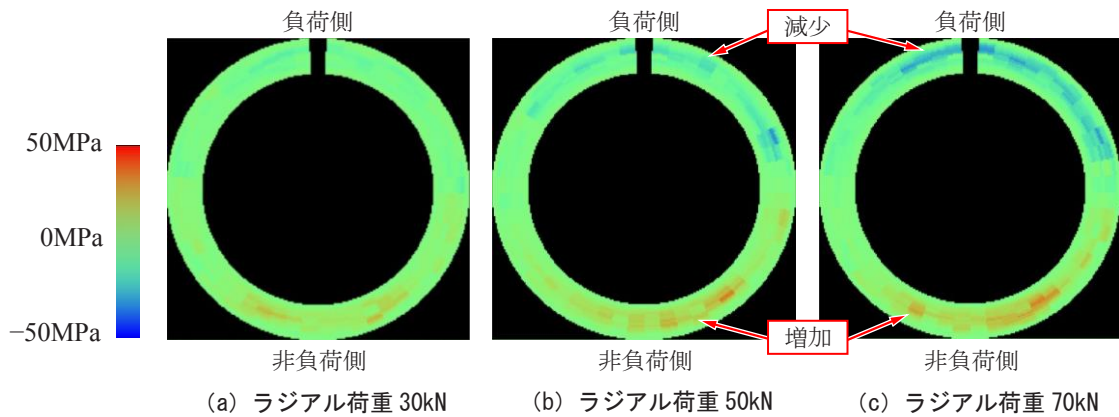 負荷側
負荷側
減少
負荷側
50MPa
0MPa
−50MPa
増加
非負荷側
非負荷側
非負荷側
(a) ラジアル荷重 30kN
(b) ラジアル荷重 50kN
(c) ラジアル荷重 70kN